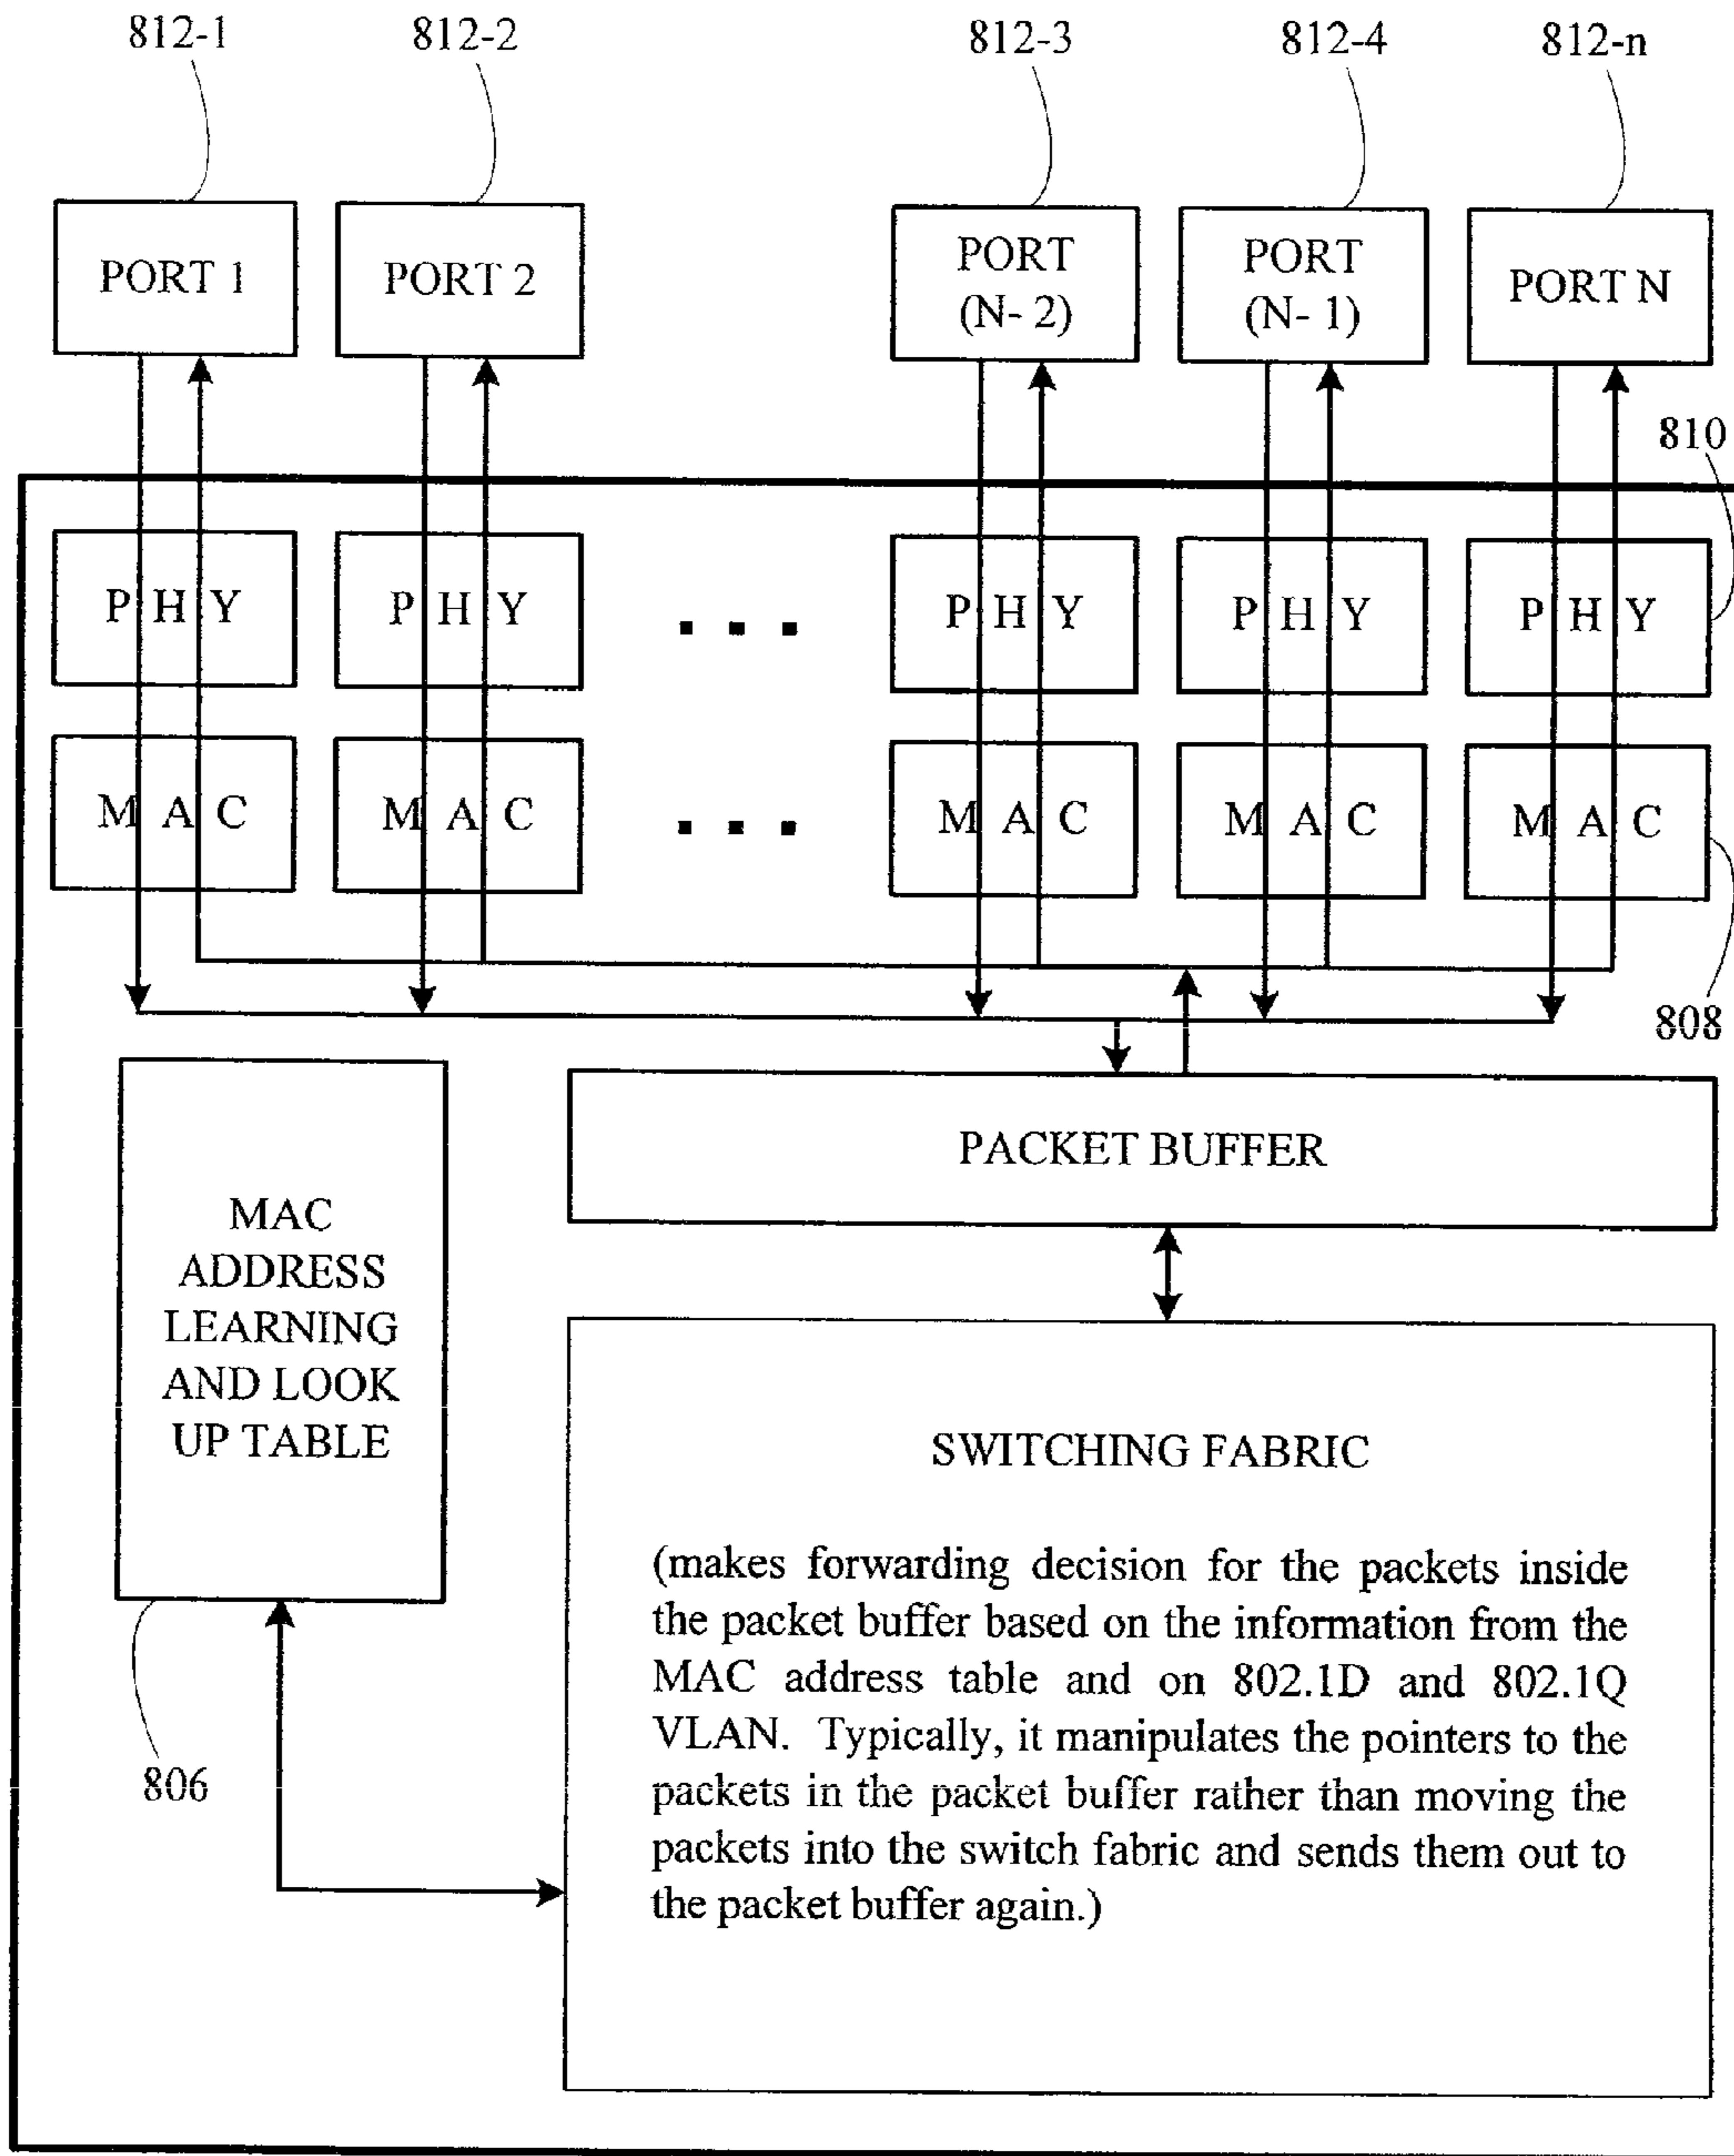 812-1
812-2
812-3
812-4
812-n
PORT 1
PORT 2
PORT
(N- 2)
PORT
(N- 1)
PORT N
810
P H Y
P H Y
P H Y
P H Y
P H Y
M A C
M A C
M A C
M A C
M A C
808
PACKET BUFFER
MAC
ADDRESS
LEARNING
AND LOOK
UP TABLE
806
SWITCHING FABRIC
(makes forwarding decision for the packets inside
the packet buffer based on the information from the
MAC address table and on 802.1D and 802.1Q
VLAN. Typically, it manipulates the pointers to the
packets in the packet buffer rather than moving the
packets into the switch fabric and sends them out to
the packet buffer again.)